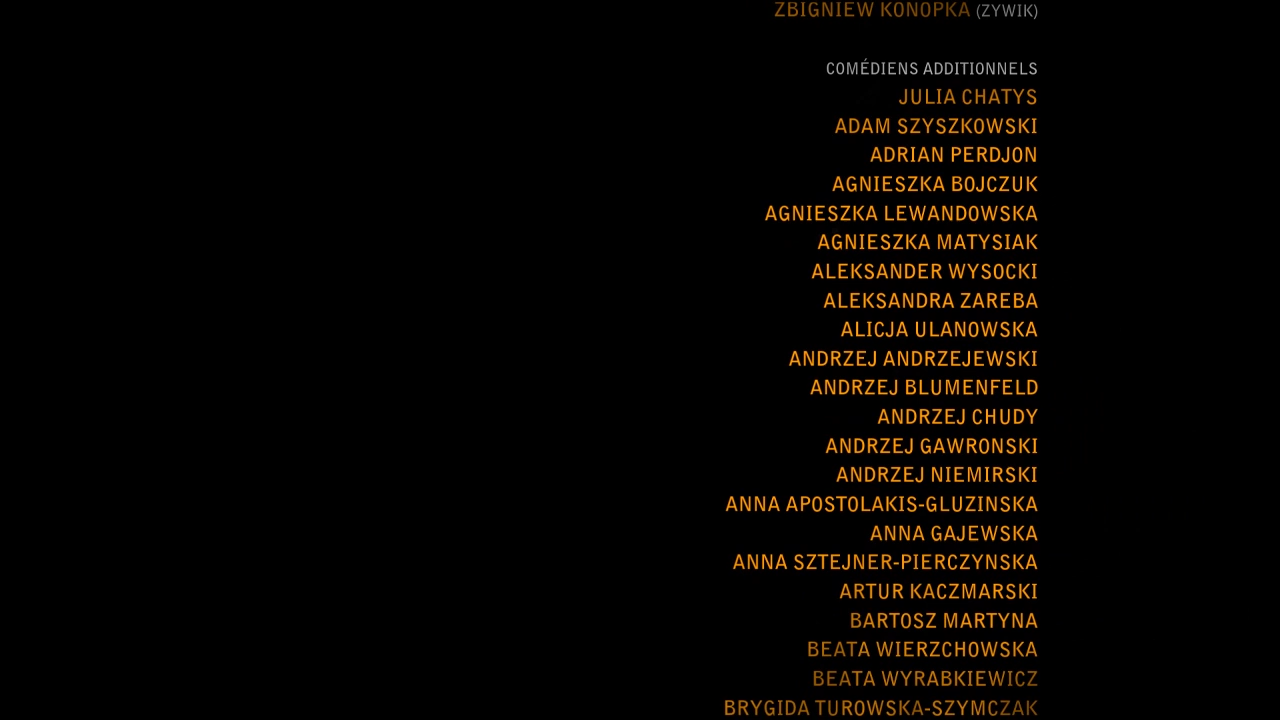 ZBIGNIEW KONOPKA (ZYWIK)
COMÉDIENS ADDITIONNELS
JULIA CHATYS
ADAM SZYSZKOWSKI
ADRIAN PERDJON
AGNIESZKA BOJCZUK
AGNIESZKA LEWANDOWSKA
AGNIESZKA MATYSIAK
ALEKSANDER WYSOCKI
ALEKSANDRA ZAREBA
ALICJA ULANOWSKA
ANDRZEJ ANDRZEJEWSKI
ANDRZEJ BLUMENFELD
ANDRZEJ CHUDY
ANDRZEJ GAWRONSKI
ANDRZEJ NIEMIRSKI
ANNA APOSTOLAKIS-GLUZINSKA
ANNA GAJEWSKA
ANNA SZTEJNER-PIERCZYNSKA
ARTUR KACZMARSKI
BARTOSZ MARTYNA
BEATA WIERZCHOWSKA
BEATA WYRABKIEWICZ
BRYGIDA TUROWSKA-SZYMCZAK